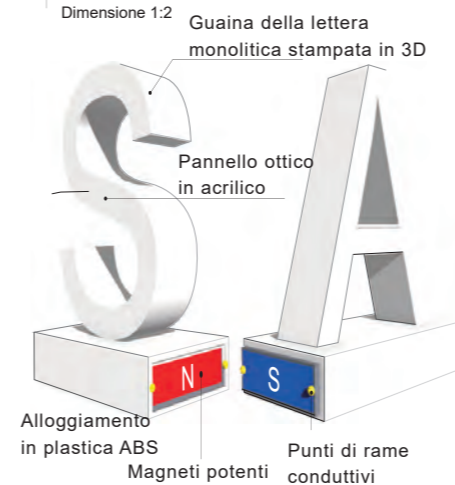 Dimensione 1:2
Guaina della lettera
monolitica stampata in 3D
Pannello ottico
in acrilico
S A
N
S
Alloggiamento
in plastica ABS
Magneti potenti
Punti di rame
conduttivi